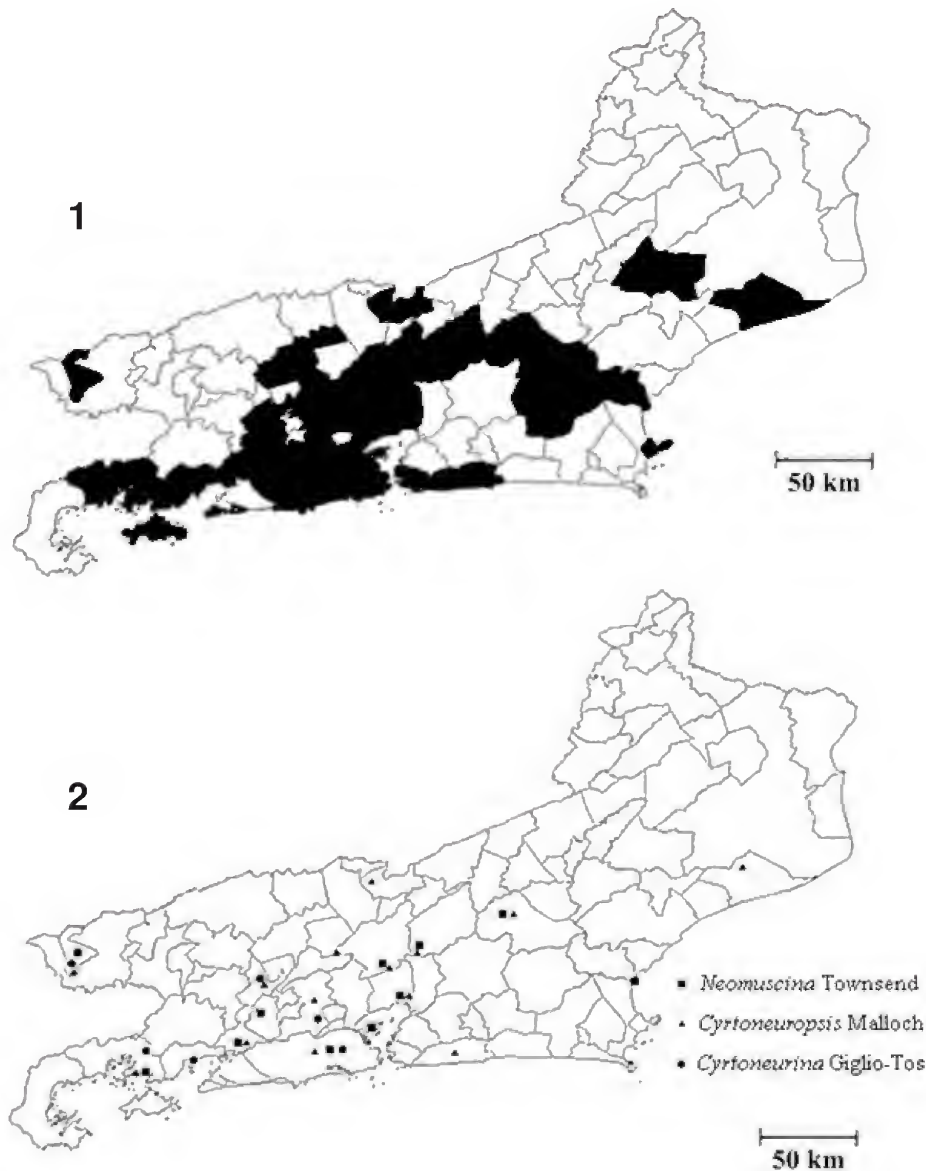 1
50 km
2
Neomuscina Townsend
Cyrtoneuropsis Malloch
Cyrtoneurina Giglio-Tos
50 km